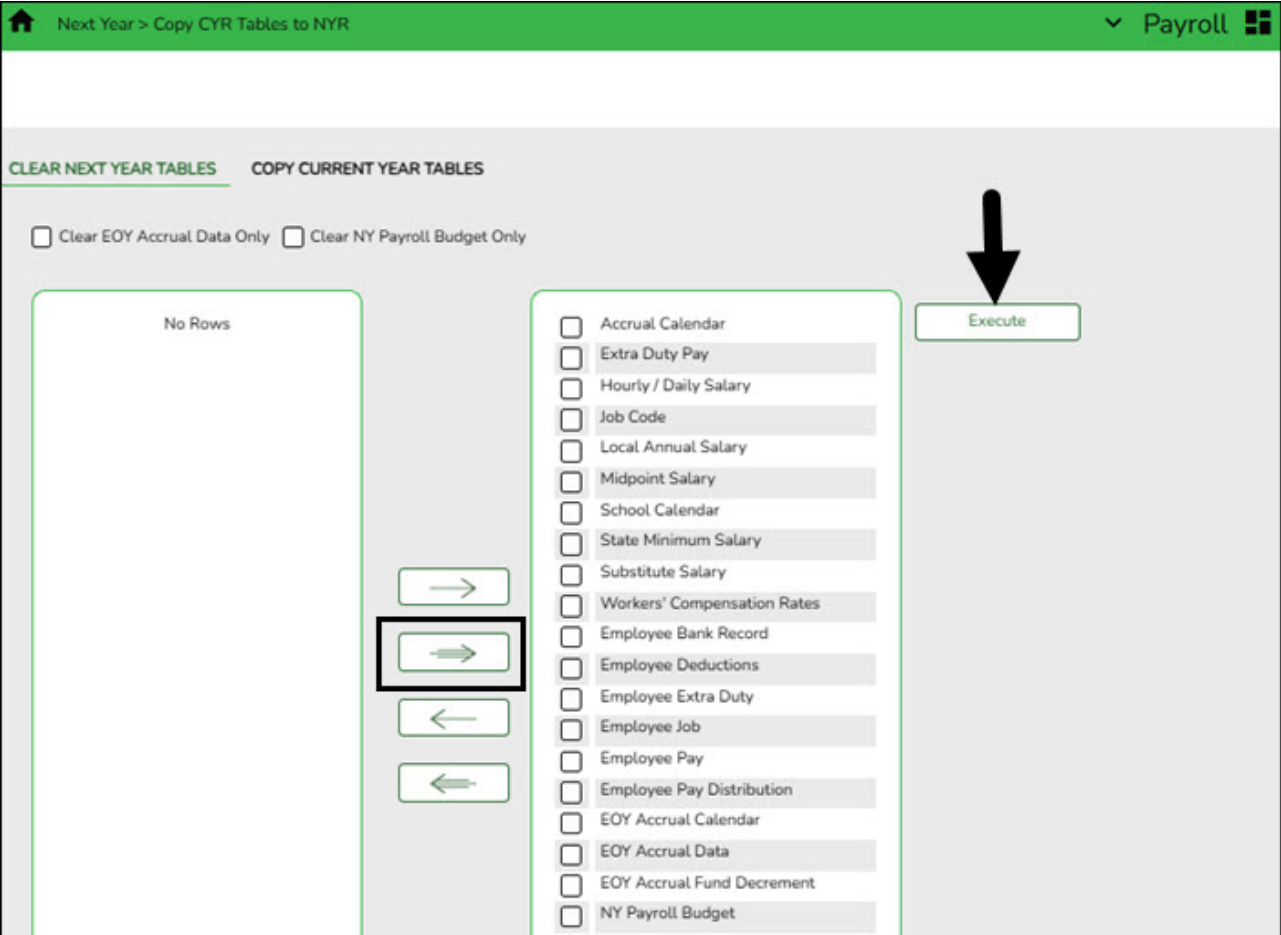 Next Year > Copy CYR Tables to NYR
Payroll
CLEAR NEXT YEAR TABLES COPY CURRENT YEAR TABLES
Clear EOY Accrual Data Only Clear NY Payroll Budget Only
No Rows
Accrual Calendar
Extra Duty Pay
Hourly / Daily Salary
Job Code
Local Annual Salary
Midpoint Salary
School Calendar
State Minimum Salary
Substitute Salary
Workers' Compensation Rates
Employee Bank Record
Employee Deductions
Employee Extra Duty
Employee Job
Employee Pay
Employee Pay Distribution
EOY Accrual Calendar
EOY Accrual Data
EOY Accrual Fund Decrement
NY Payroll Budget
Execute